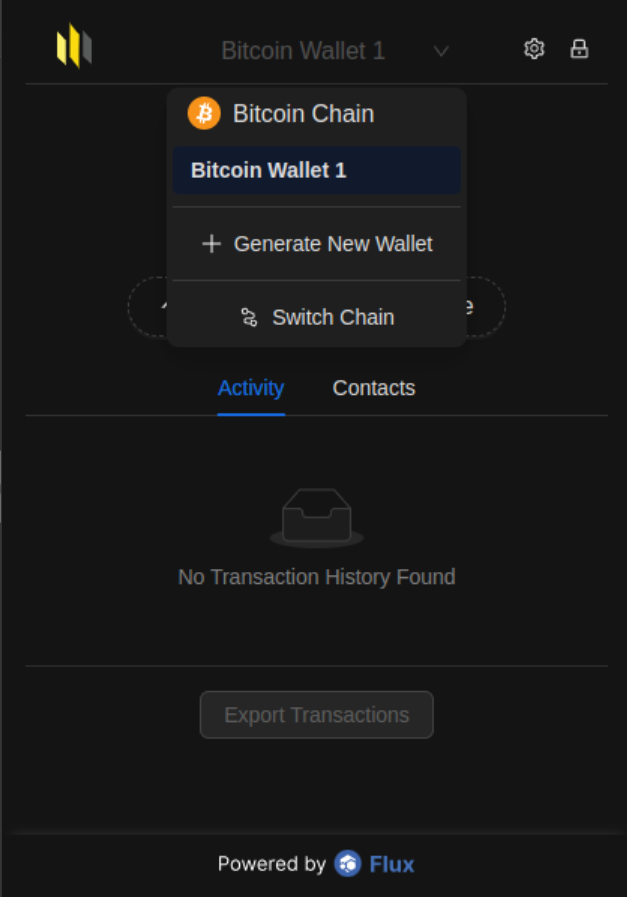 Bitcoin Wallet 1
Bitcoin Chain
Bitcoin Wallet 1
Generate New Wallet
Switch Chain
Activity Contacts
No Transaction History Found
Export Transactions
Powered by Flux